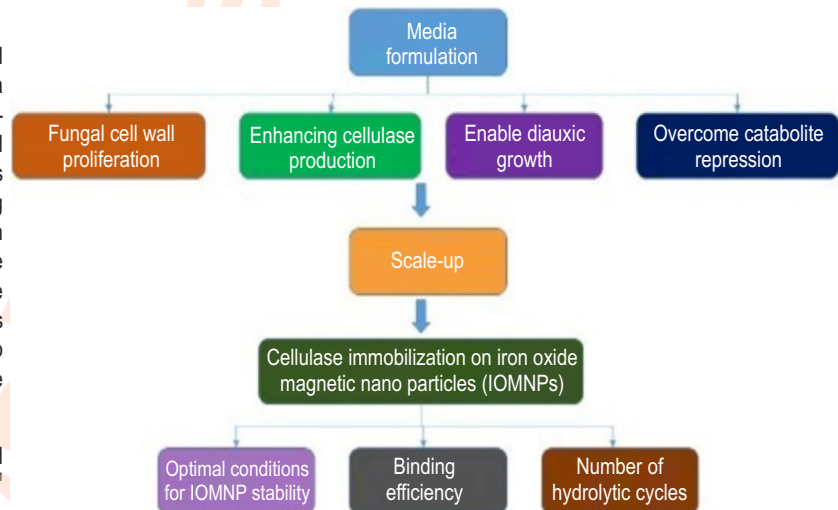 Media
formulation
Fungal cell wall
proliferation
Enhancing cellulase
production
Enable diauxic
growth
Overcome catabolite
repression
Scale-up
Cellulase immobilization on iron oxide
magnetic nano particles (IOMNPs)
Optimal conditions
for IOMNP stability
Binding
efficiency
Number of
hydrolytic cycles